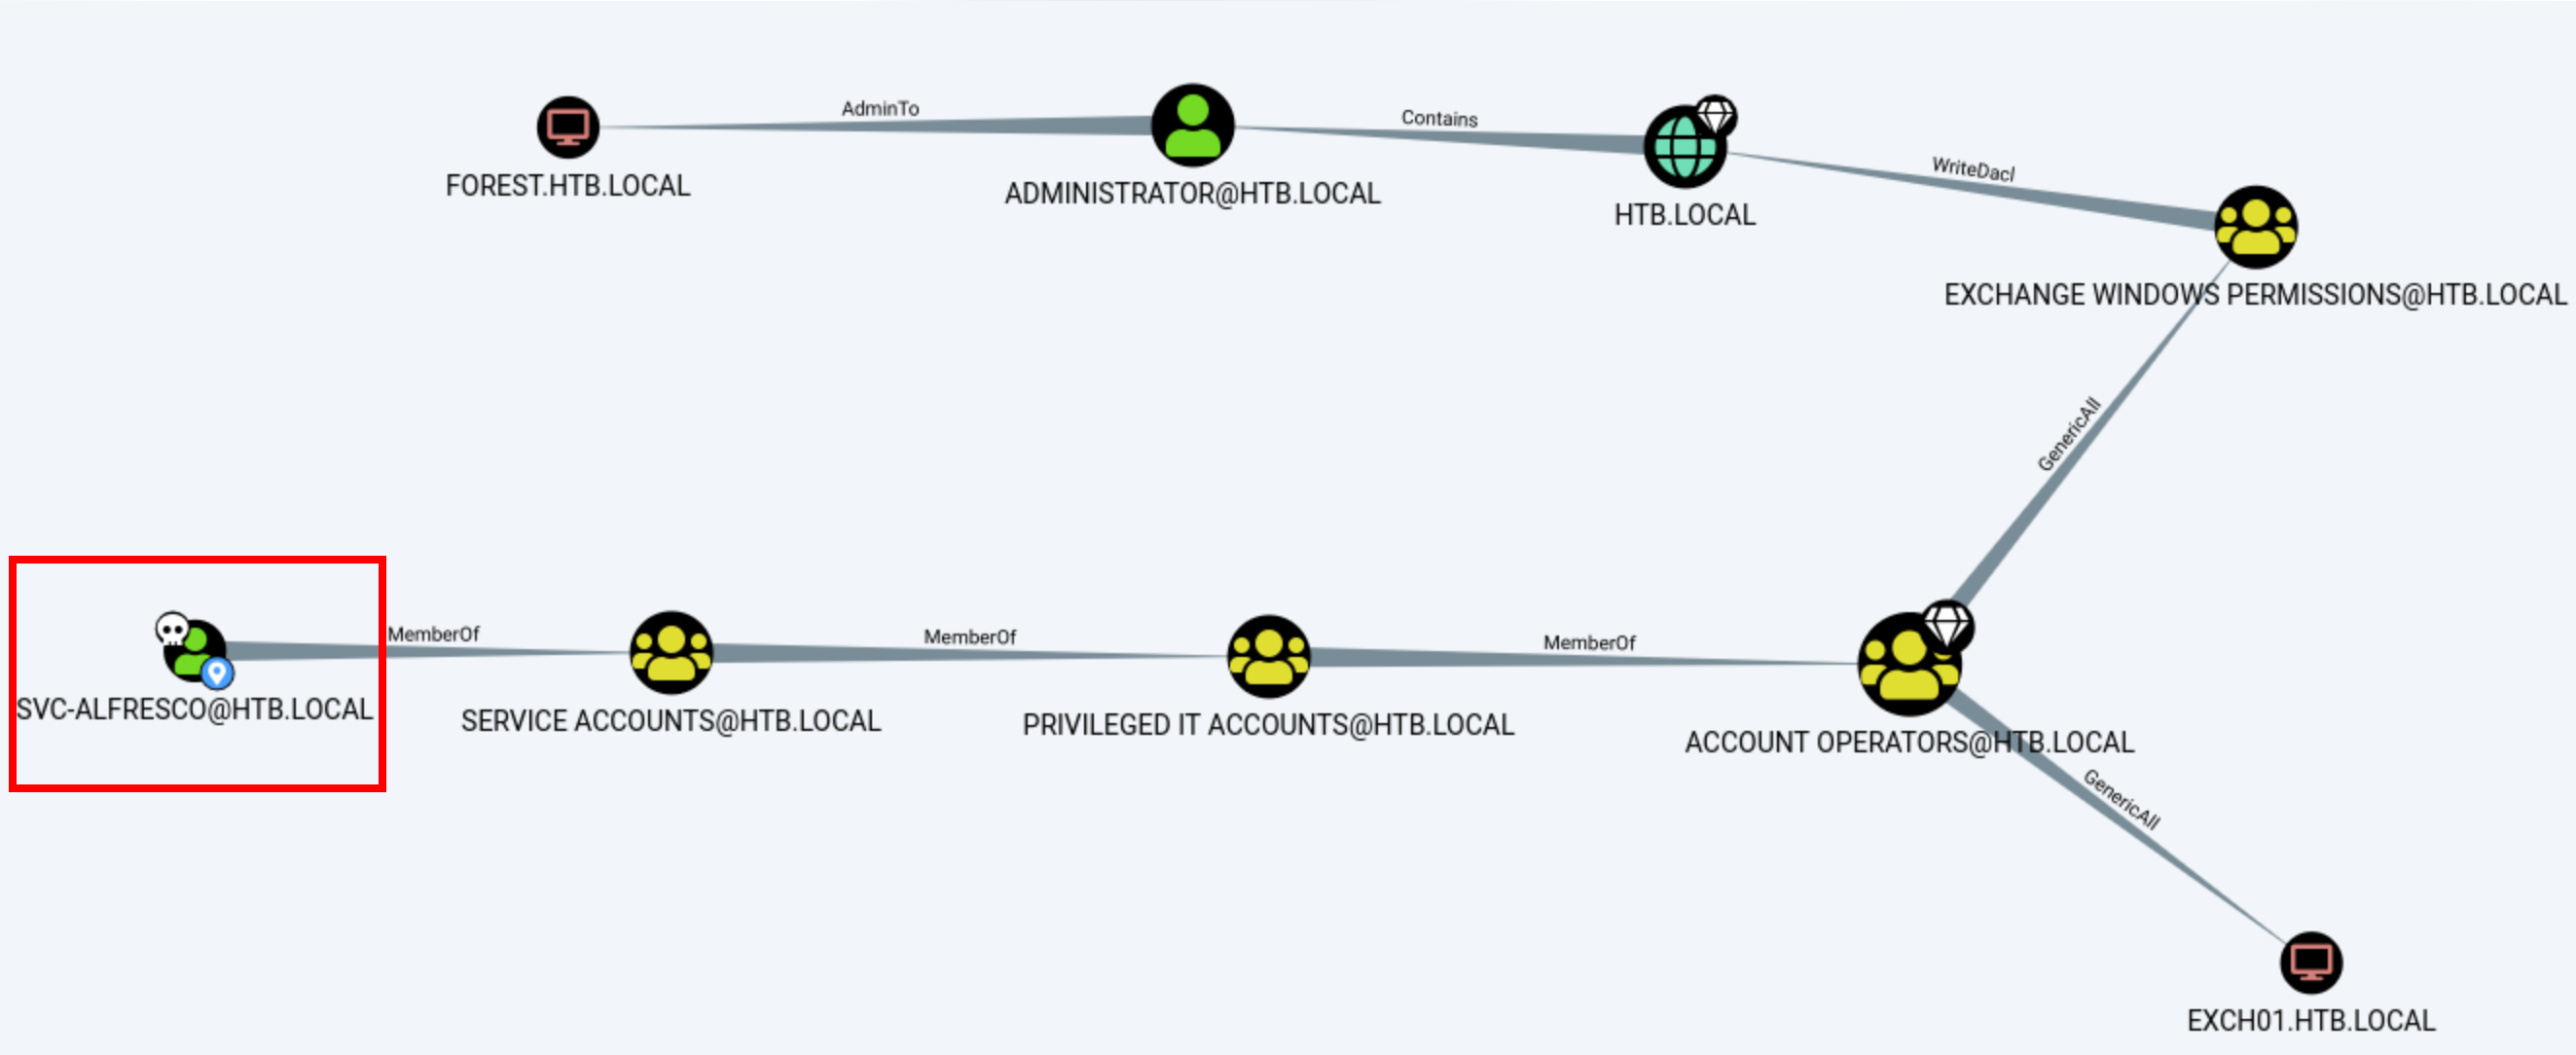 AdminTo
Contains
FOREST.HTB.LOCAL
ADMINISTRATOR@HTB.LOCAL
HTB.LOCAL
WriteDacl
EXCHANGE WINDOWS PERMISSIONS@HTB.LOCAL
GenericAll
MemberOf
MemberOf
MemberOf
SVC-ALFRESCO@HTB.LOCAL
SERVICE ACCOUNTS@HTB.LOCAL
PRIVILEGED IT ACCOUNTS@HTB.LOCAL
ACCOUNT OPERATORS@HTB.LOCAL
GenericAll
EXCH01.HTB.LOCAL